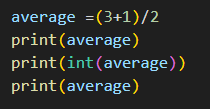 average =(3+1)/2
print(average)
print(int(average))
print(average)